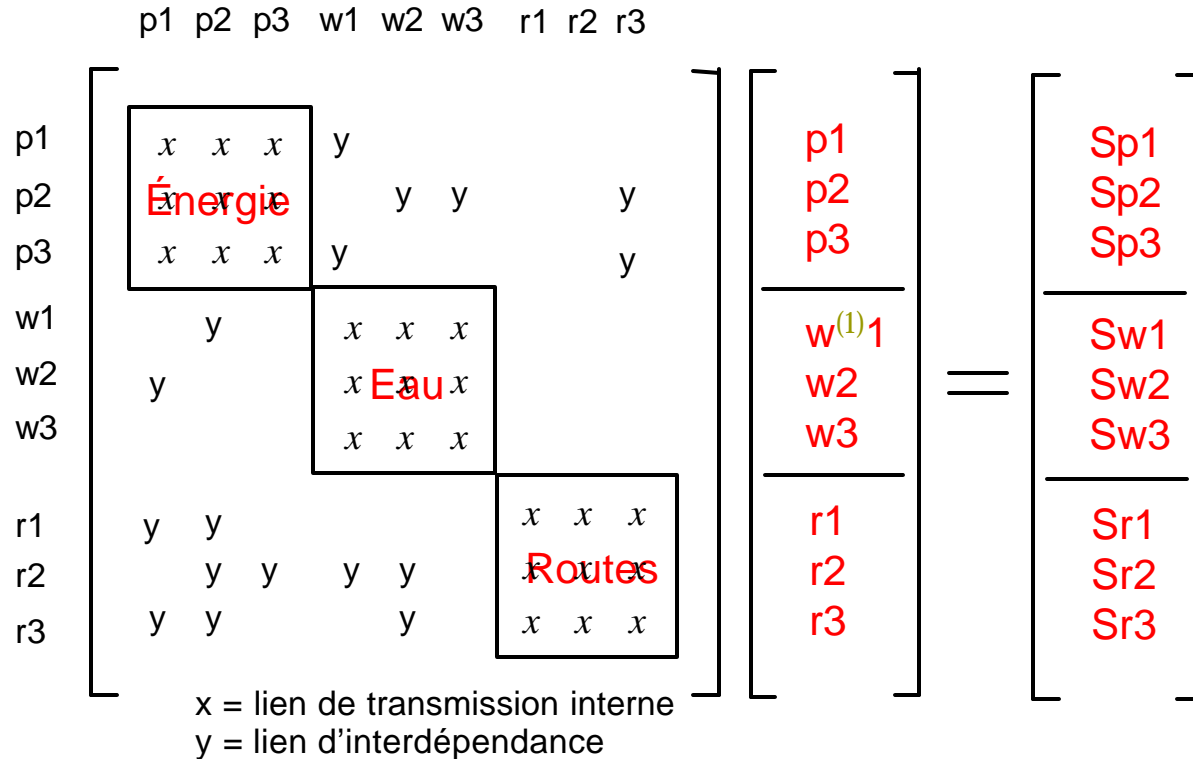 p1 p2 p3 w1 w2 w3 r1 r2 r3
p1 x x x y p1 Sp1
p2 x x x Énergie y y y p2 Sp2
p3 x x x y y p3 Sp3
w1 y x x x w(1)1 Sw1
w2 y x x x Eau w2 = Sw2
w3 x x x w3 Sw3
r1 y y x x x r1 Sr1
r2 y y y y x x x Routes r2 Sr2
r3 y y y x x x r3 Sr3
x = lien de transmission interne
y = lien d'interdépendance